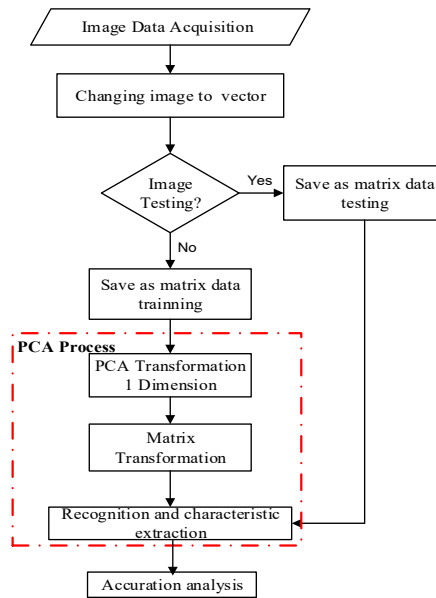 Image Data Acquisition
Changing image to vector
Image
Testing?
Yes
Save as matrix data
testing
No
Save as matrix data
trainning
PCA Process
PCA Transformation
1 Dimension
Matrix
Transformation
Recognition and characteristic
extraction
Accuration analysis